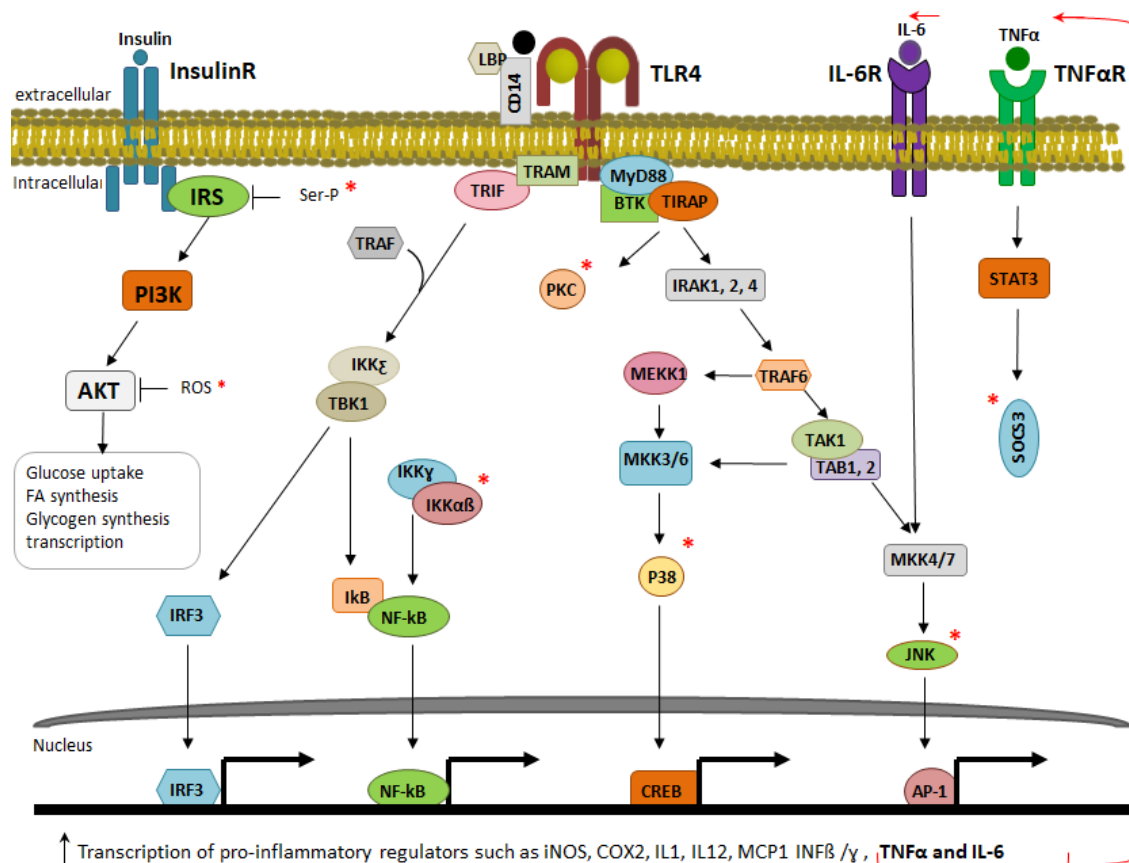 Insulin
InsulinR
LBP
CD14
TLR4
IL-6
IL-6R
TNFα
TNFαR
extracellular
Intracellular
IRS
Ser-P *
TRIF
TRAM
MyD88
BTK
TIRAP
TRAF
PI3K
PKC *
IRAK1, 2, 4
STAT3
AKT
ROS *
IKKξ
TBK1
MEKK1
TRAF6
* SOCS3
TAK1
TAB1, 2
MKK3/6
Glucose uptake
FA synthesis
Glycogen synthesis
transcription
IKKɣ
IKKαß *
P38 *
MKK4/7
IRF3
IkB
NF-kB
JNK *
Nucleus
IRF3
NF-kB
CREB
AP-1
Transcription of pro-inflammatory regulators such as iNOS, COX2, IL1, IL12, MCP1 INFß /ɣ , TNFα and IL-6